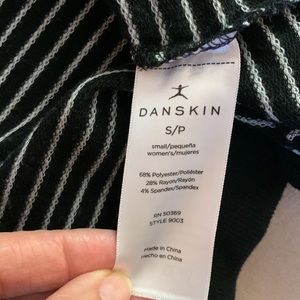 DANSKIN
S/P
small/pequeña
women's/mujeres
68% Polyester/Poliéster
28% Rayon/Rayón
4% Spandex/Spandex
RN 50369
STYLE 9003
Made in China
Hecho en China